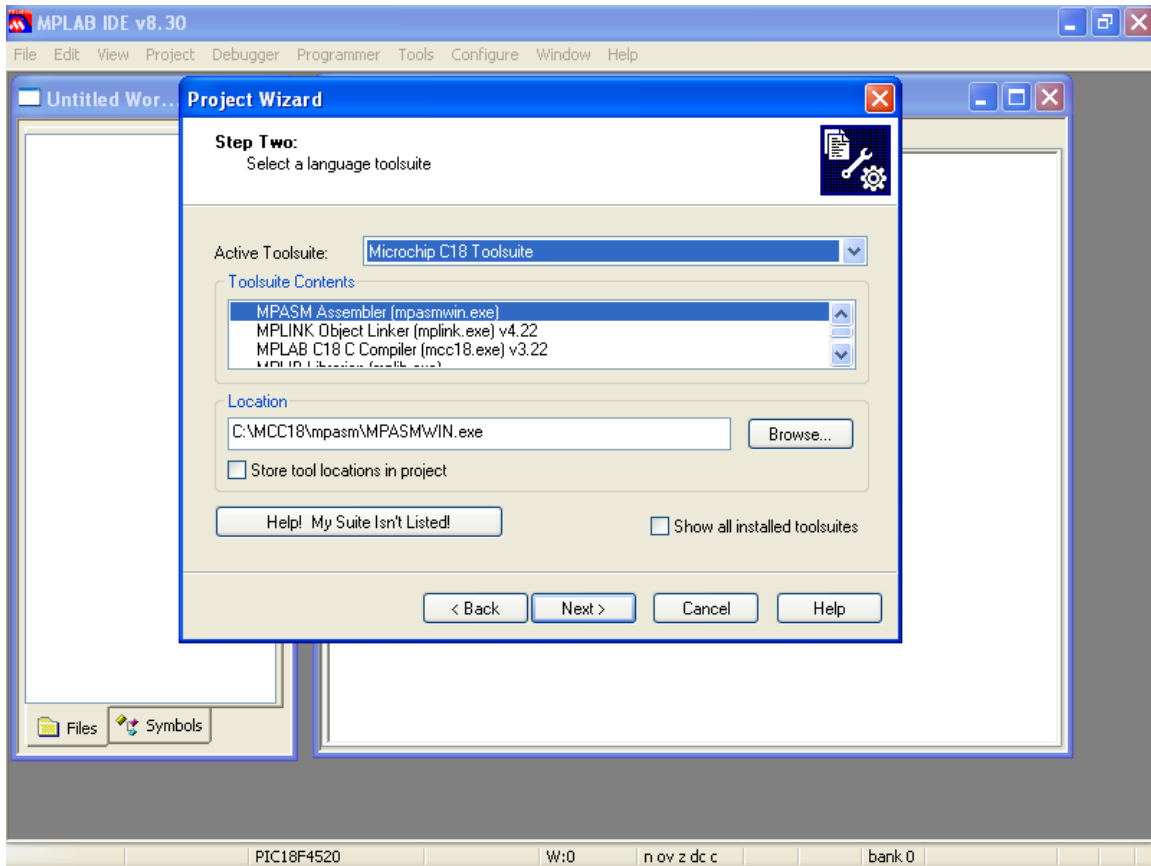 MPLAB IDE v8.30
File Edit View Project Debugger Programmer Tools Configure Window Help
Untitled Wor...
Project Wizard
Step Two:
Select a language toolsuite
Active Toolsuite: Microchip C18 Toolsuite
Toolsuite Contents
MPASM Assembler (mpasmwin.exe)
MPLINK Object Linker (mplink.exe) v4.22
MPLAB C18 C Compiler (mcc18.exe) v3.22
MPLIB Librarian (mplib.exe)
Location
C:\MCC18\mpasm\MPASMWIN.exe Browse...
Store tool locations in project
Help! My Suite Isn't Listed! Show all installed toolsuites
< Back Next > Cancel Help
Files Symbols
PIC18F4520 W:0 n ov z dc c bank 0